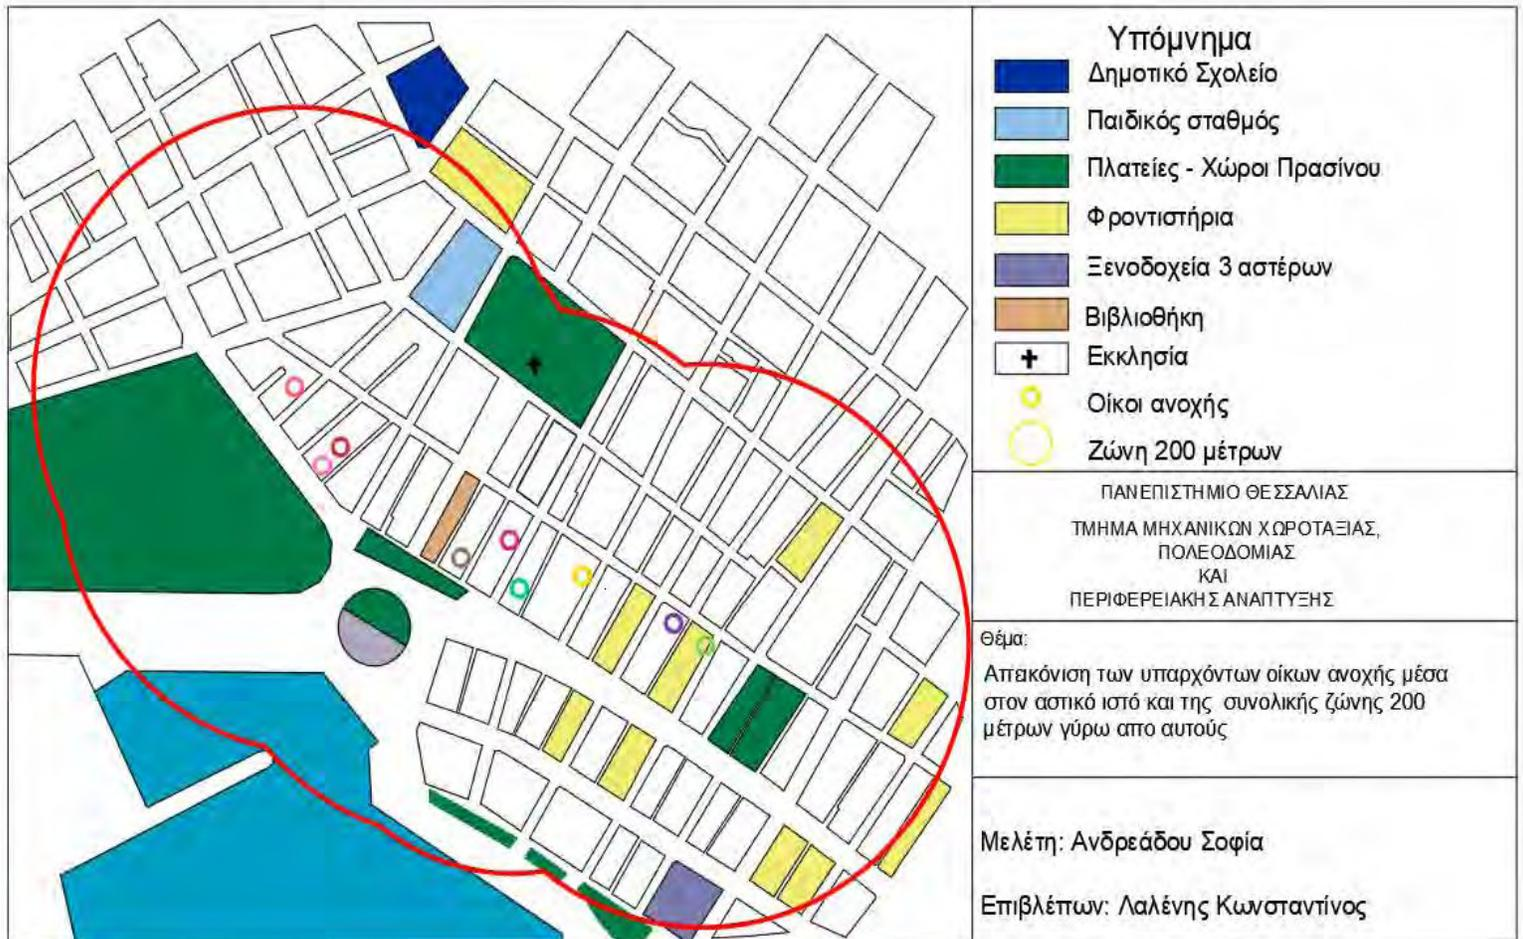 Υπόμνημα
Δημοτικό Σχολείο
Παιδικός σταθμός
Πλατείες - Χώροι Πρασίνου
Φροντιστήρια
Ξενοδοχεία 3 αστέρων
Βιβλιοθήκη
Εκκλησία
Οίκοι ανοχής
Ζώνη 200 μέτρων
ΠΑΝΕΠΙΣΤΗΜΙΟ ΘΕΣΣΑΛΙΑΣ
ΤΜΗΜΑ ΜΗΧΑΝΙΚΩΝ ΧΩΡΟΤΑΞΙΑΣ,
ΠΟΛΕΟΔΟΜΙΑΣ
ΚΑΙ
ΠΕΡΙΦΕΡΕΙΑΚΗΣ ΑΝΑΠΤΥΞΗΣ
Θέμα:
Απεικόνιση των υπαρχόντων οίκων ανοχής μέσα
στον αστικό ιστό και της συνολικής ζώνης 200
μέτρων γύρω απο αυτούς
Μελέτη: Ανδρεάδου Σοφία
Επιβλέπων: Λαλένης Κωνσταντίνος